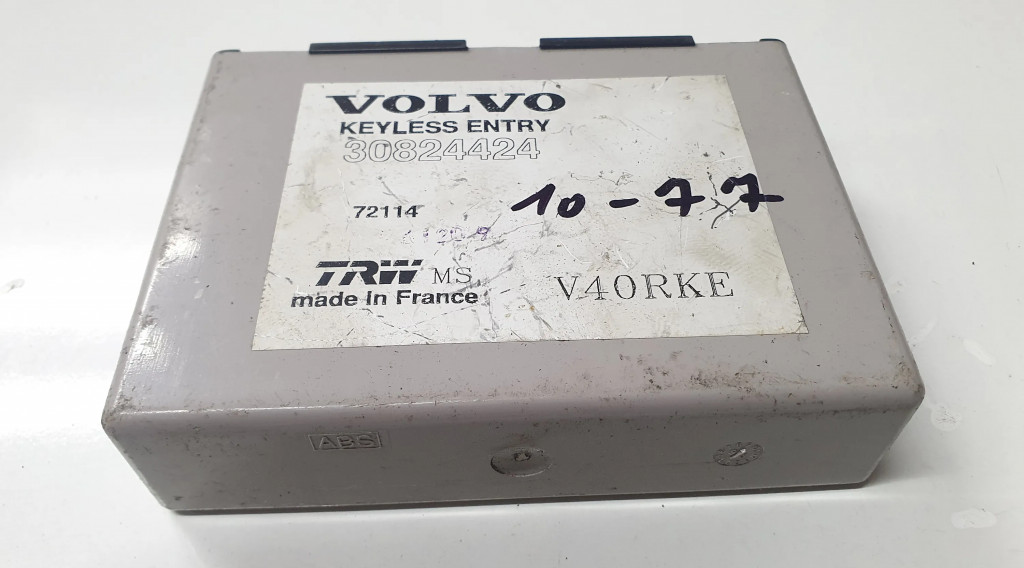 VOLVO
KEYLESS ENTRY
30824424
72114
10-77
TRW MS
V40RKE
made In France
ABS